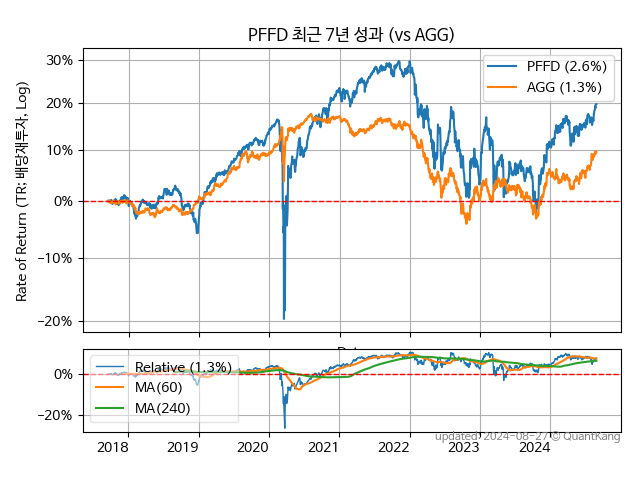 PFFD 최근 7년 성과 (vs AGG)
Rate of Return (TR: 배당재투자, Log)
30%
20%
10%
0%
−10%
−20%
PFFD (2.6%)
AGG (1.3%)
0%
−20%
Relative (1.3%)
MA(60)
MA(240)
2018 2019 2020 2021 2022 2023 2024
updated: 2024-08-27 © QuantKang